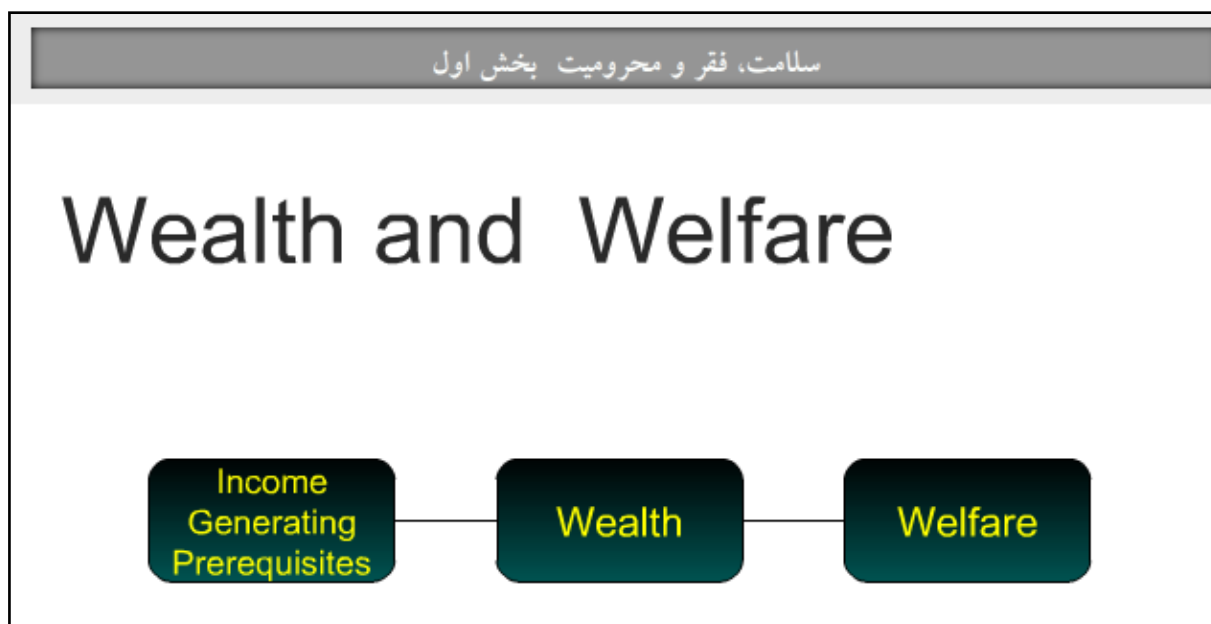 سلامت، فقر و محرومیت  بخش اول
Wealth and  Welfare
Income
Generating
Prerequisites
Wealth
Welfare